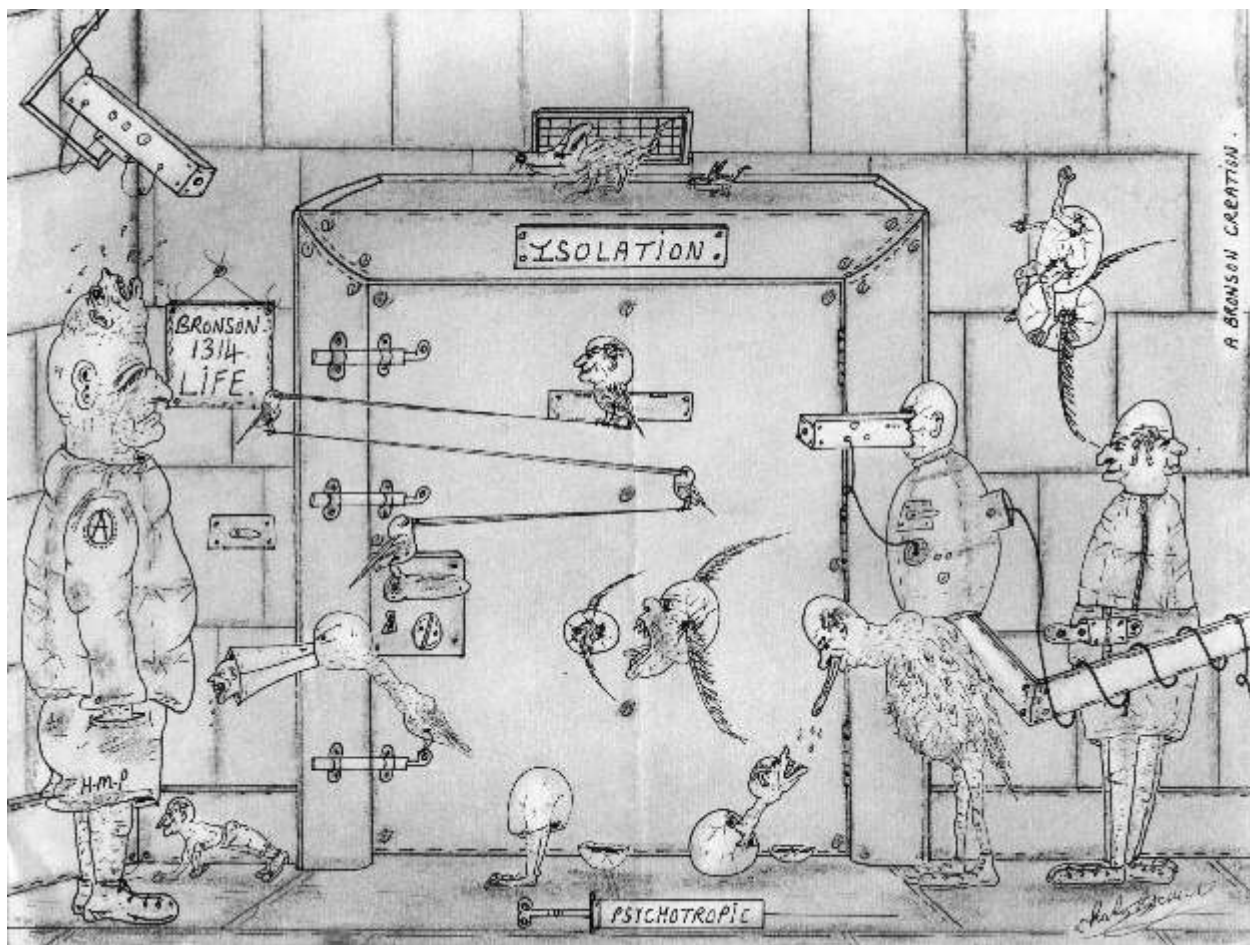 ISOLATION
BRONSON.
1314.
LIFE.
A
H-M-P
PSYCHOTROPIC
A BRONSON CREATION.